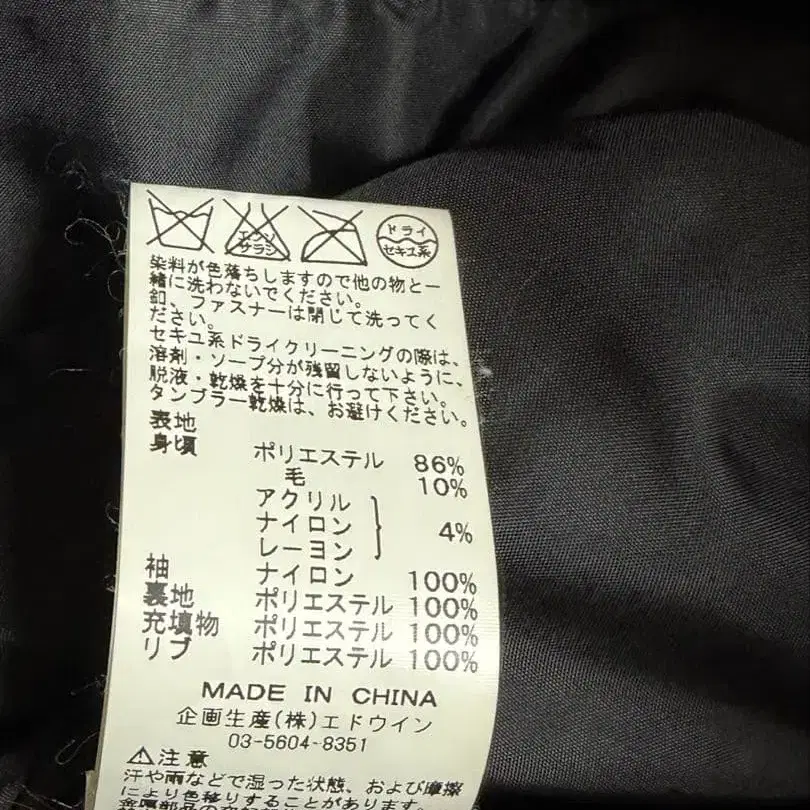 エンソ
サラシ
ドライ
セキユ系
染料が色落ちしますので他の物と一
緒に洗わないでください。
釦、ファスナーは閉じて洗ってく
ださい。
セキユ系ドライクリーニングの際は、
溶剤・ソープ分が残留しないように、
脱液・乾燥を十分に行って下さい。
タンブラー乾燥は、お避けください。
表地
身頃 ポリエステル 86%
毛 10%
アクリル
ナイロン 4%
レーヨン
袖 ナイロン 100%
裏地 ポリエステル 100%
充填物 ポリエステル 100%
リブ ポリエステル 100%
MADE IN CHINA
企画生産(株)エドウイン
03-5604-8351
⚠注意
汗や雨などで湿った状態、および摩擦
により色移りすることがあります。
金属部品の